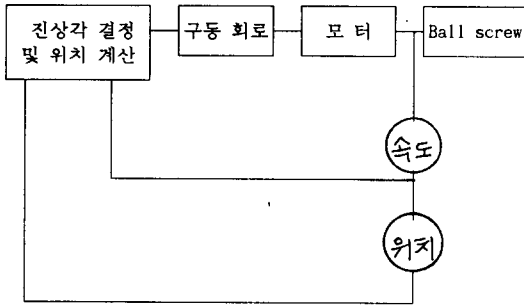 진상각 결정
및 위치 계산
구동 회로
모 터
Ball screw
속도
위치